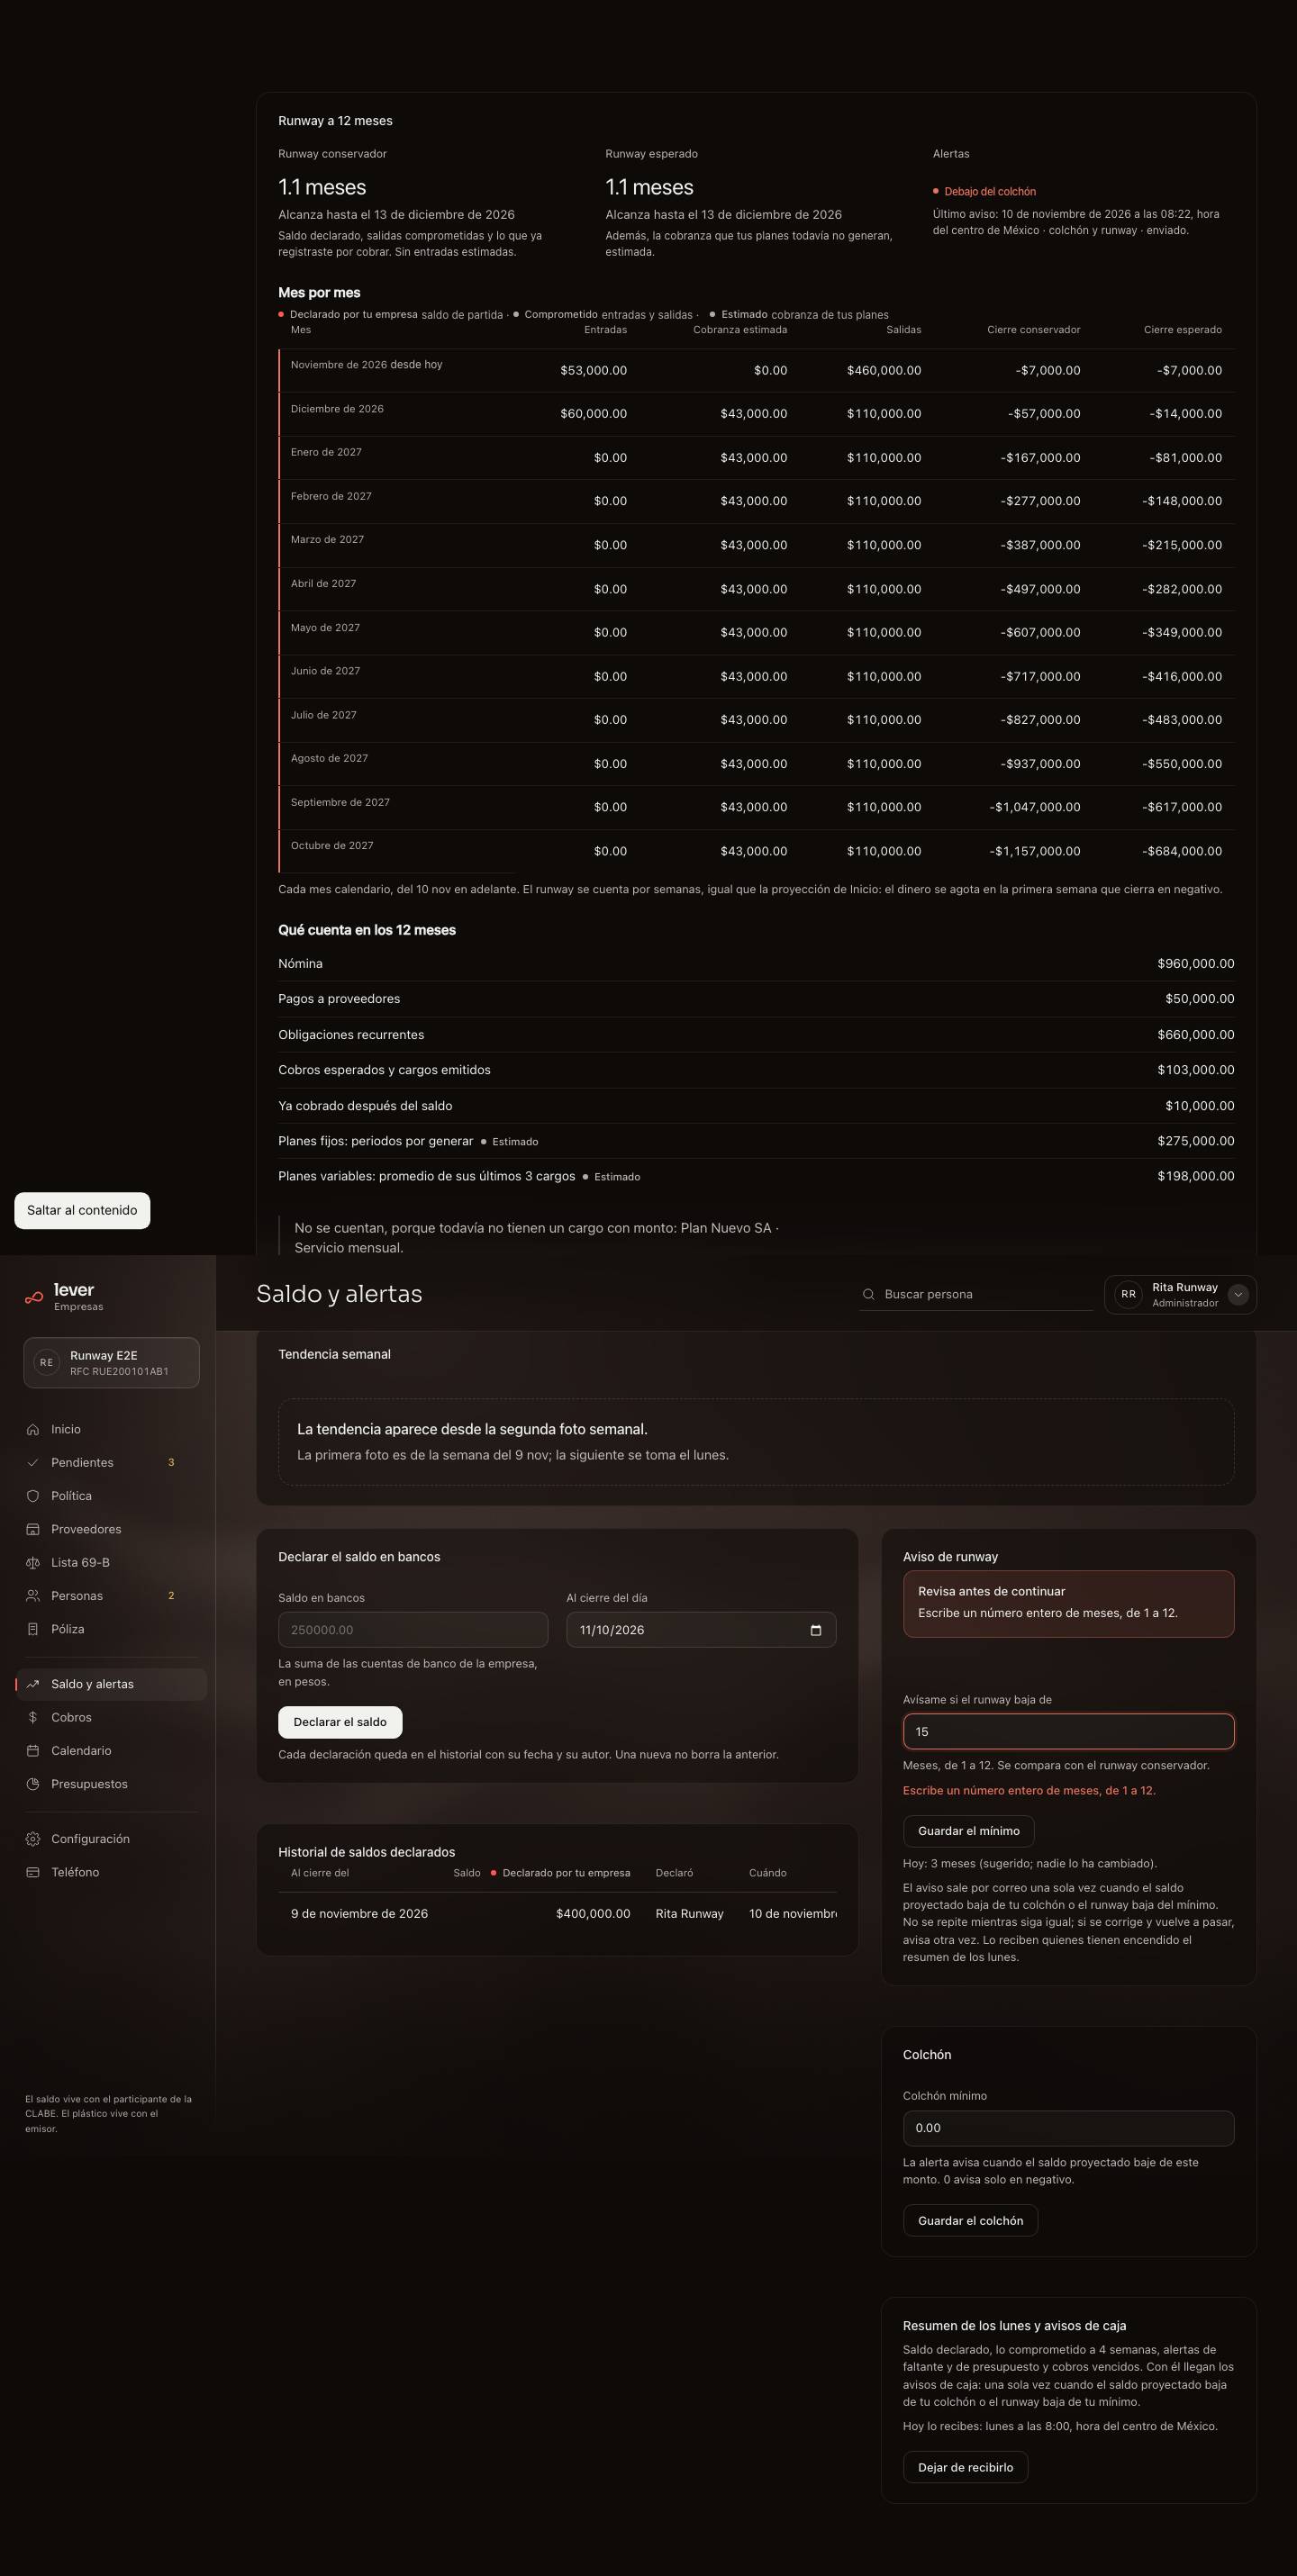 Runway a 12 meses
Runway conservador
1.1 meses
Alcanza hasta el 13 de diciembre de 2026
Saldo declarado, salidas comprometidas y lo que ya
registraste por cobrar. Sin entradas estimadas.
Runway esperado
1.1 meses
Alcanza hasta el 13 de diciembre de 2026
Además, la cobranza que tus planes todavía no generan,
estimada.
Alertas
Debajo del colchón
Último aviso: 10 de noviembre de 2026 a las 08:22, hora
del centro de México · colchón y runway · enviado.
Mes por mes
Declarado por tu empresa saldo de partida · Comprometido entradas y salidas · Estimado cobranza de tus planes
Mes Entradas Cobranza estimada Salidas Cierre conservador Cierre esperado
Noviembre de 2026 desde hoy $53,000.00 $0.00 $460,000.00 -$7,000.00 -$7,000.00
Diciembre de 2026 $60,000.00 $43,000.00 $110,000.00 -$57,000.00 -$14,000.00
Enero de 2027 $0.00 $43,000.00 $110,000.00 -$167,000.00 -$81,000.00
Febrero de 2027 $0.00 $43,000.00 $110,000.00 -$277,000.00 -$148,000.00
Marzo de 2027 $0.00 $43,000.00 $110,000.00 -$387,000.00 -$215,000.00
Abril de 2027 $0.00 $43,000.00 $110,000.00 -$497,000.00 -$282,000.00
Mayo de 2027 $0.00 $43,000.00 $110,000.00 -$607,000.00 -$349,000.00
Junio de 2027 $0.00 $43,000.00 $110,000.00 -$717,000.00 -$416,000.00
Julio de 2027 $0.00 $43,000.00 $110,000.00 -$827,000.00 -$483,000.00
Agosto de 2027 $0.00 $43,000.00 $110,000.00 -$937,000.00 -$550,000.00
Septiembre de 2027 $0.00 $43,000.00 $110,000.00 -$1,047,000.00 -$617,000.00
Octubre de 2027 $0.00 $43,000.00 $110,000.00 -$1,157,000.00 -$684,000.00
Cada mes calendario, del 10 nov en adelante. El runway se cuenta por semanas, igual que la proyección de Inicio: el dinero se agota en la primera semana que cierra en negativo.
Qué cuenta en los 12 meses
Nómina $960,000.00
Pagos a proveedores $50,000.00
Obligaciones recurrentes $660,000.00
Cobros esperados y cargos emitidos $103,000.00
Ya cobrado después del saldo $10,000.00
Planes fijos: periodos por generar Estimado $275,000.00
Planes variables: promedio de sus últimos 3 cargos Estimado $198,000.00
Saltar al contenido
No se cuentan, porque todavía no tienen un cargo con monto: Plan Nuevo SA ·
Servicio mensual.
lever
Empresas
RE
Runway E2E
RFC RUE200101AB1
Inicio
Pendientes 3
Política
Proveedores
Lista 69-B
Personas 2
Póliza
Saldo y alertas
Cobros
Calendario
Presupuestos
Configuración
Teléfono
El saldo vive con el participante de la
CLABE. El plástico vive con el
emisor.
Saldo y alertas
Buscar persona
RR
Rita Runway
Administrador
Tendencia semanal
La tendencia aparece desde la segunda foto semanal.
La primera foto es de la semana del 9 nov; la siguiente se toma el lunes.
Declarar el saldo en bancos
Saldo en bancos
250000.00
La suma de las cuentas de banco de la empresa,
en pesos.
Al cierre del día
11/10/2026
Declarar el saldo
Cada declaración queda en el historial con su fecha y su autor. Una nueva no borra la anterior.
Historial de saldos declarados
Al cierre del Saldo Declarado por tu empresa Declaró Cuándo
9 de noviembre de 2026 $400,000.00 Rita Runway 10 de noviembr
Aviso de runway
Revisa antes de continuar
Escribe un número entero de meses, de 1 a 12.
Avísame si el runway baja de
15
Meses, de 1 a 12. Se compara con el runway conservador.
Escribe un número entero de meses, de 1 a 12.
Guardar el mínimo
Hoy: 3 meses (sugerido; nadie lo ha cambiado).
El aviso sale por correo una sola vez cuando el saldo
proyectado baja de tu colchón o el runway baja del mínimo.
No se repite mientras siga igual; si se corrige y vuelve a pasar,
avisa otra vez. Lo reciben quienes tienen encendido el
resumen de los lunes.
Colchón
Colchón mínimo
0.00
La alerta avisa cuando el saldo proyectado baje de este
monto. 0 avisa solo en negativo.
Guardar el colchón
Resumen de los lunes y avisos de caja
Saldo declarado, lo comprometido a 4 semanas, alertas de
faltante y de presupuesto y cobros vencidos. Con él llegan los
avisos de caja: una sola vez cuando el saldo proyectado baja
de tu colchón o el runway baja de tu mínimo.
Hoy lo recibes: lunes a las 8:00, hora del centro de México.
Dejar de recibirlo